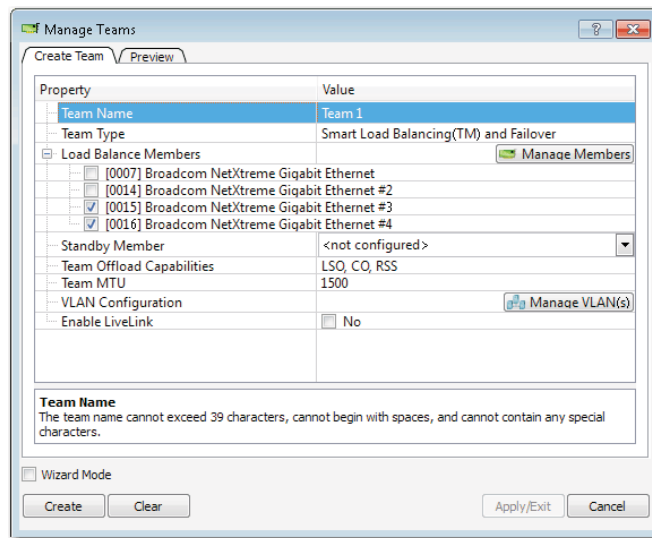 Manage Teams
Create Team
Preview
Property Value
Team Name Team 1
Team Type Smart Load Balancing(TM) and Failover
Load Balance Members Manage Members
[0007] Broadcom NetXtreme Gigabit Ethernet
[0014] Broadcom NetXtreme Gigabit Ethernet #2
[0015] Broadcom NetXtreme Gigabit Ethernet #3
[0016] Broadcom NetXtreme Gigabit Ethernet #4
Standby Member <not configured>
Team Offload Capabilities LSO, CO, RSS
Team MTU 1500
VLAN Configuration Manage VLAN(s)
Enable LiveLink No
Team Name
The team name cannot exceed 39 characters, cannot begin with spaces, and cannot contain any special
characters.
Wizard Mode
Create Clear Apply/Exit Cancel